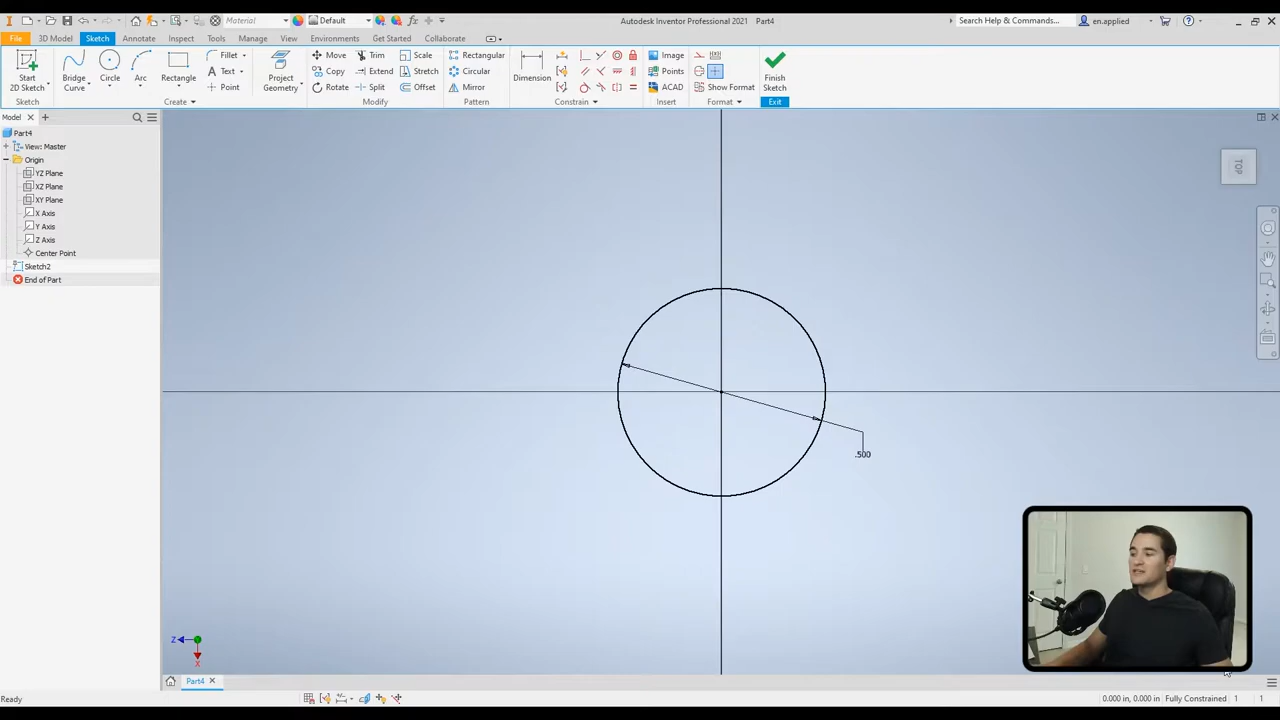 Material
Default
Autodesk Inventor Professional 2021 Part4
Search Help & Commands...
en.applied
File 3D Model Sketch Annotate Inspect Tools Manage View Environments Get Started Collaborate
Start 2D Sketch
Bridge Curve
Circle
Arc
Rectangle
Fillet
Text
Point
Project Geometry
Move
Copy
Rotate
Trim
Extend
Split
Scale
Stretch
Offset
Rectangular
Circular
Mirror
Dimension
Image
Points
ACAD
Show Format
Finish Sketch
Sketch Create Modify Pattern Constrain Insert Format Exit
Model
Part4
View: Master
Origin
YZ Plane
XZ Plane
XY Plane
X Axis
Y Axis
Z Axis
Center Point
Sketch2
End of Part
TOP
.500
Z
X
Part4
Ready
0.000 in, 0.000 in Fully Constrained 1 1